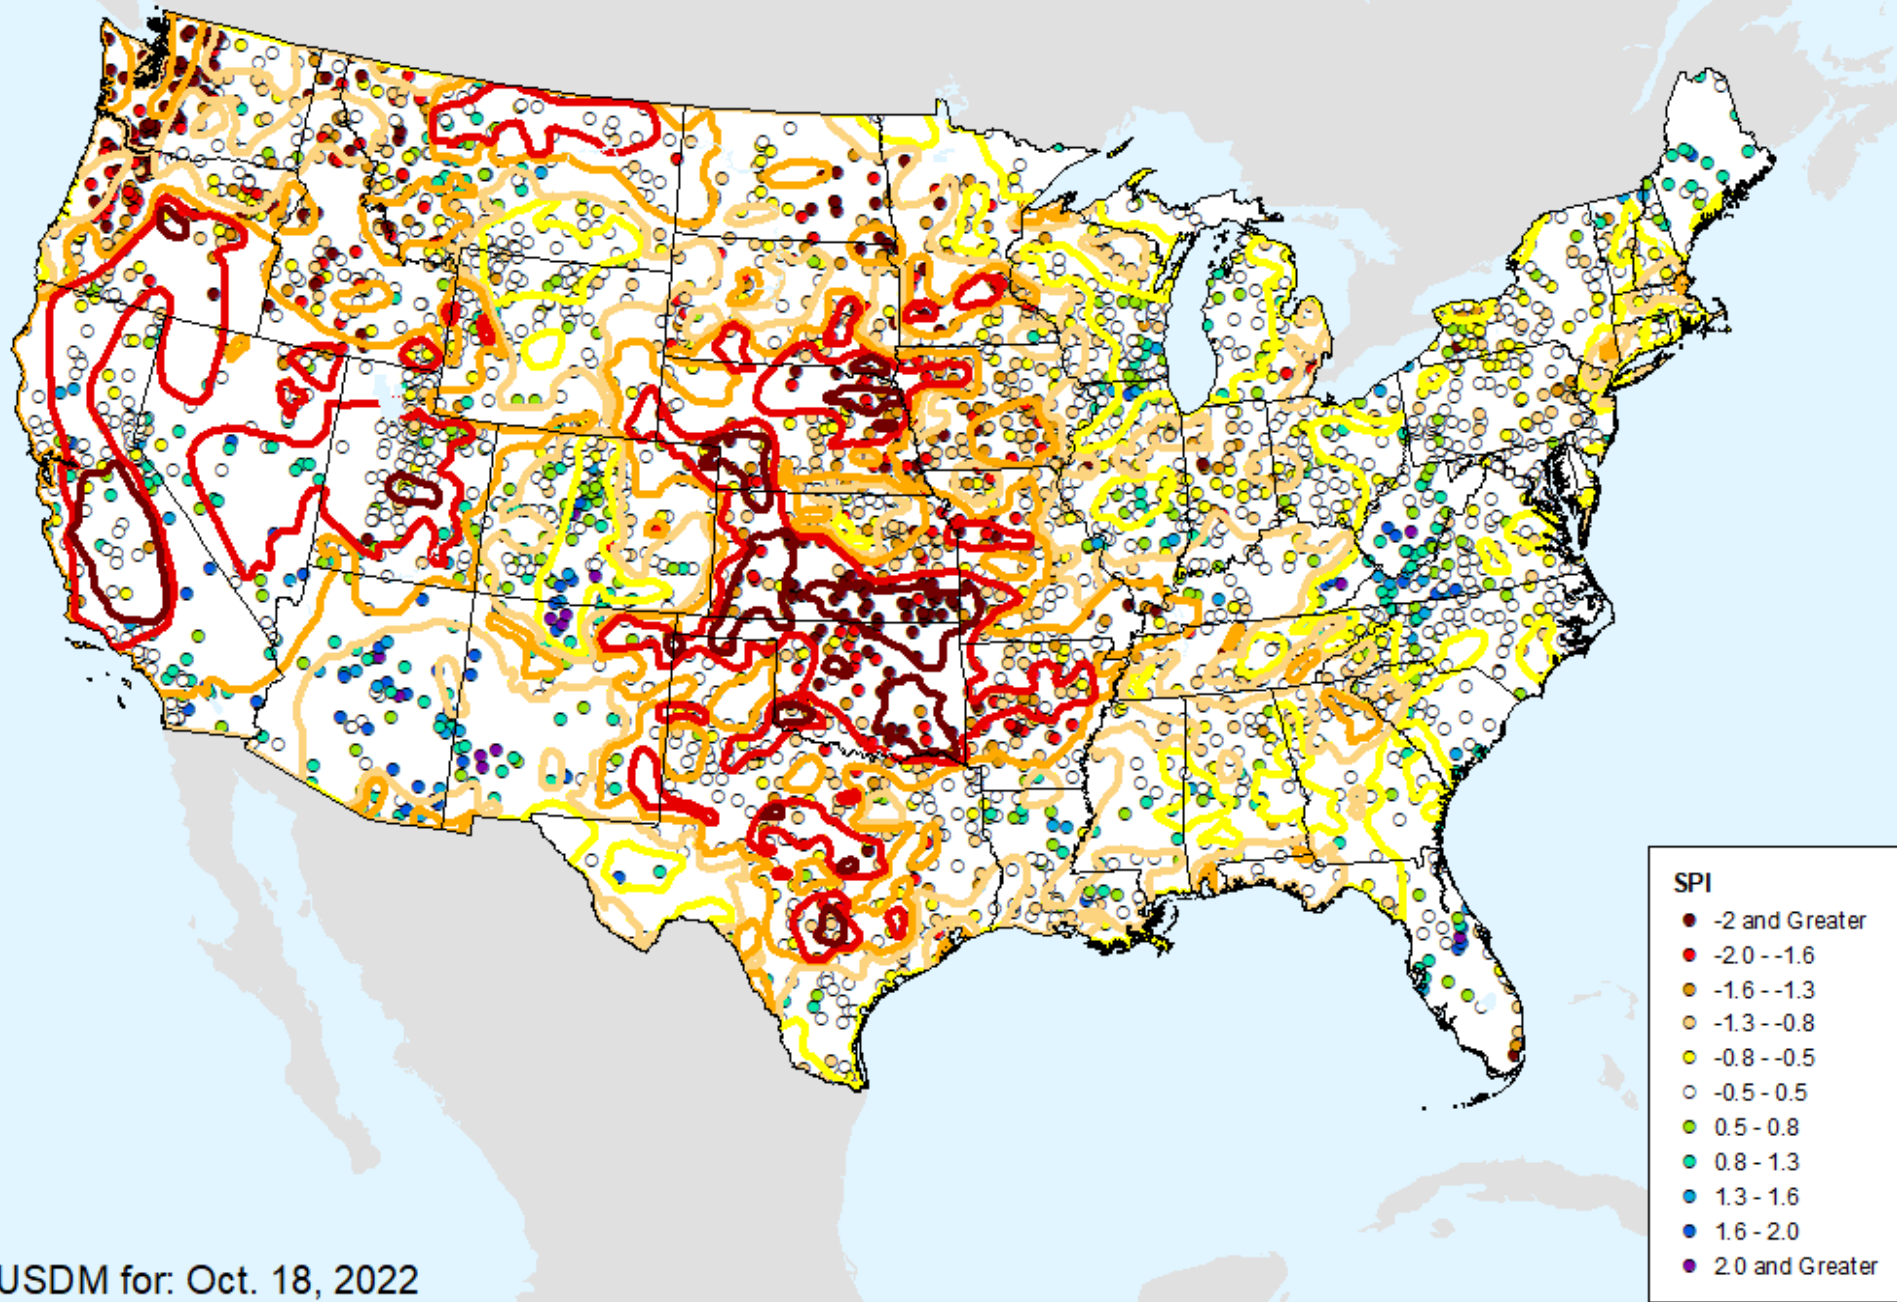 SPI
-2 and Greater
-2.0 - -1.6
-1.6 - -1.3
-1.3 - -0.8
-0.8 - -0.5
-0.5 - 0.5
0.5 - 0.8
0.8 - 1.3
1.3 - 1.6
1.6 - 2.0
2.0 and Greater
USDM for: Oct. 18, 2022